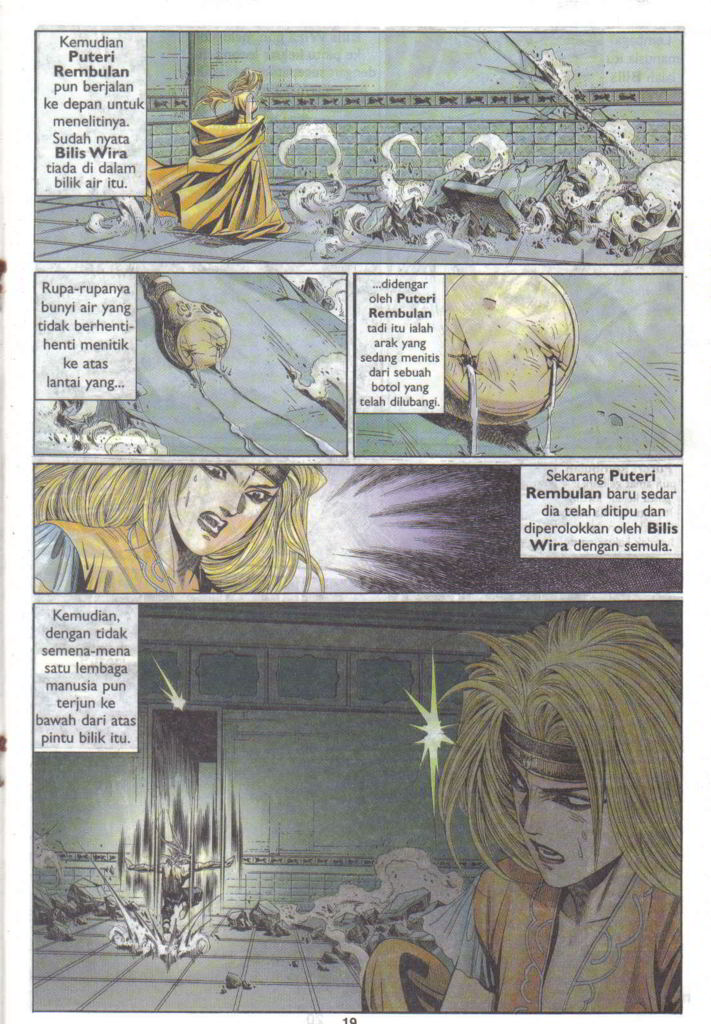 Kemudian
Puteri
Rembulan
pun berjalan
ke depan untuk
menelitinya.
Sudah nyata
Bilis Wira
tiada di dalam
bilik air itu.
Rupa-rupanya
bunyi air yang
tidak berhenti-
henti menitik
ke atas
lantai yang...
...didengar
oleh Puteri
Rembulan
tadi itu ialah
arak yang
sedang menitis
dari sebuah
botol yang
telah dilubangi.
Sekarang Puteri
Rembulan baru sedar
dia telah ditipu dan
diperolokkan oleh Bilis
Wira dengan semula.
Kemudian,
dengan tidak
semena-mena
satu lembaga
manusia pun
terjun ke
bawah dari atas
pintu bilik itu.
19